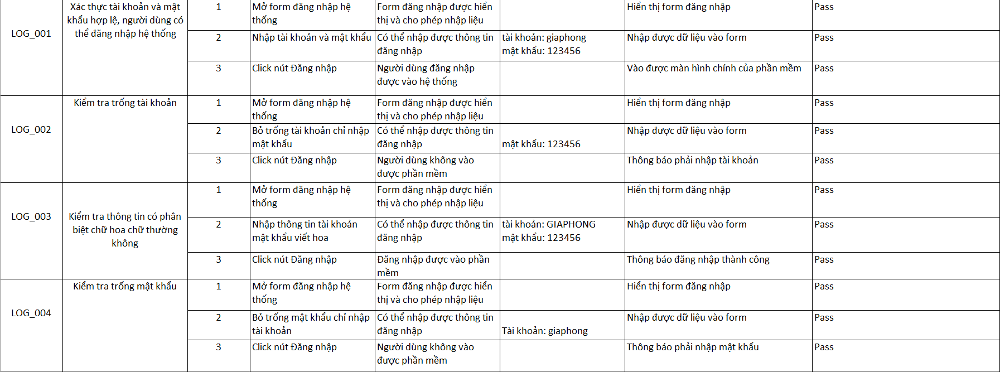 LOG_001
Xác thực tài khoản và mật
khẩu hợp lệ, người dùng có
thể đăng nhập hệ thống
1
Mở form đăng nhập hệ
thống
Form đăng nhập được hiển
thị và cho phép nhập liệu
Hiển thị form đăng nhập
Pass
2
Nhập tài khoản và mật khẩu
Có thể nhập được thông tin
đăng nhập
tài khoản: giaphong
mật khẩu: 123456
Nhập được dữ liệu vào form
Pass
3
Click nút Đăng nhập
Người dùng đăng nhập
được vào hệ thống
Vào được màn hình chính của phần mềm
Pass
LOG_002
Kiểm tra trống tài khoản
1
Mở form đăng nhập hệ
thống
Form đăng nhập được hiển
thị và cho phép nhập liệu
Hiển thị form đăng nhập
Pass
2
Bỏ trống tài khoản chỉ nhập
mật khẩu
Có thể nhập được thông tin
đăng nhập
mật khẩu: 123456
Nhập được dữ liệu vào form
Pass
3
Click nút Đăng nhập
Người dùng không vào
được phần mềm
Thông báo phải nhập tài khoản
Pass
LOG_003
Kiểm tra thông tin có phân
biệt chữ hoa chữ thường
không
1
Mở form đăng nhập hệ
thống
Form đăng nhập được hiển
thị và cho phép nhập liệu
Hiển thị form đăng nhập
Pass
2
Nhập thông tin tài khoản
mật khẩu viết hoa
Có thể nhập được thông tin
đăng nhập
tài khoản: GIAPHONG
mật khẩu: 123456
Nhập được dữ liệu vào form
Pass
3
Click nút Đăng nhập
Đăng nhập được vào phần
mềm
Thông báo đăng nhập thành công
Pass
LOG_004
Kiểm tra trống mật khẩu
1
Mở form đăng nhập hệ
thống
Form đăng nhập được hiển
thị và cho phép nhập liệu
Hiển thị form đăng nhập
Pass
2
Bỏ trống mật khẩu chỉ nhập
tài khoản
Có thể nhập được thông tin
đăng nhập
Tài khoản: giaphong
Nhập được dữ liệu vào form
Pass
3
Click nút Đăng nhập
Người dùng không vào
được phần mềm
Thông báo phải nhập mật khẩu
Pass